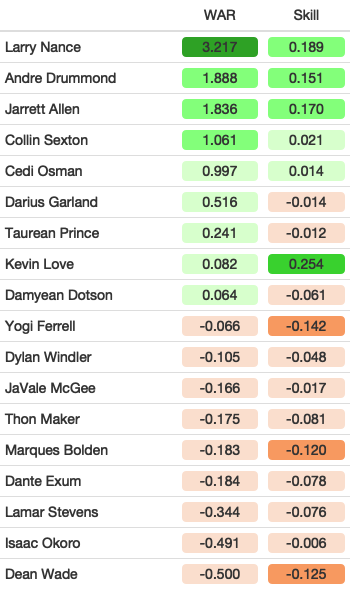 WAR Skill
Larry Nance 3.217 0.189
Andre Drummond 1.888 0.151
Jarrett Allen 1.836 0.170
Collin Sexton 1.061 0.021
Cedi Osman 0.997 0.014
Darius Garland 0.516 -0.014
Taurean Prince 0.241 -0.012
Kevin Love 0.082 0.254
Damyean Dotson 0.064 -0.061
Yogi Ferrell -0.066 -0.142
Dylan Windler -0.105 -0.048
JaVale McGee -0.166 -0.017
Thon Maker -0.175 -0.081
Marques Bolden -0.183 -0.120
Dante Exum -0.184 -0.078
Lamar Stevens -0.344 -0.076
Isaac Okoro -0.491 -0.006
Dean Wade -0.500 -0.125